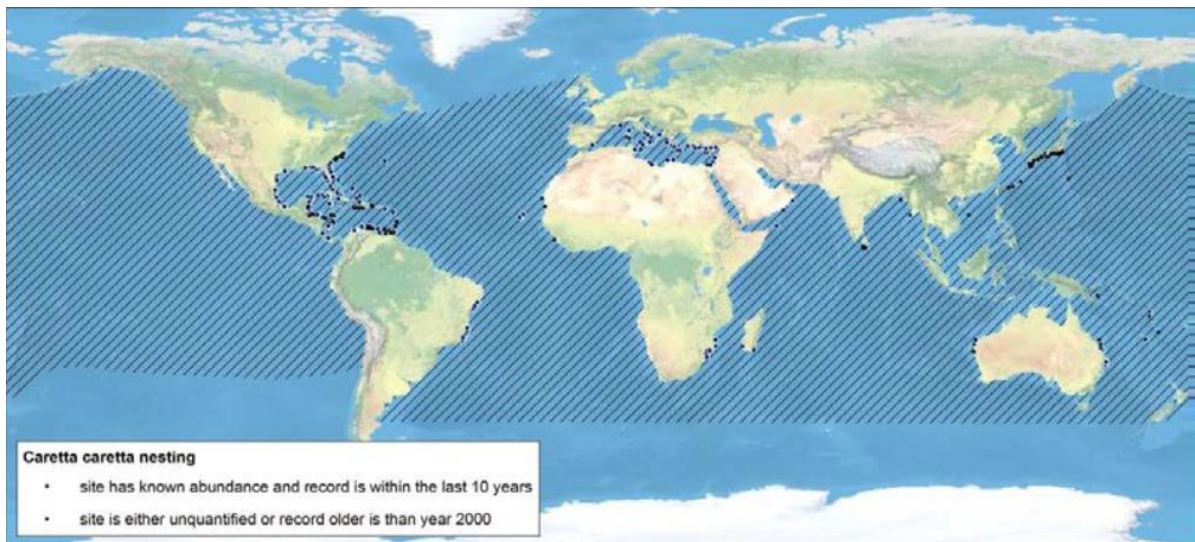 Caretta caretta nesting
site has known abundance and record is within the last 10 years
site is either unquantified or record older is than year 2000